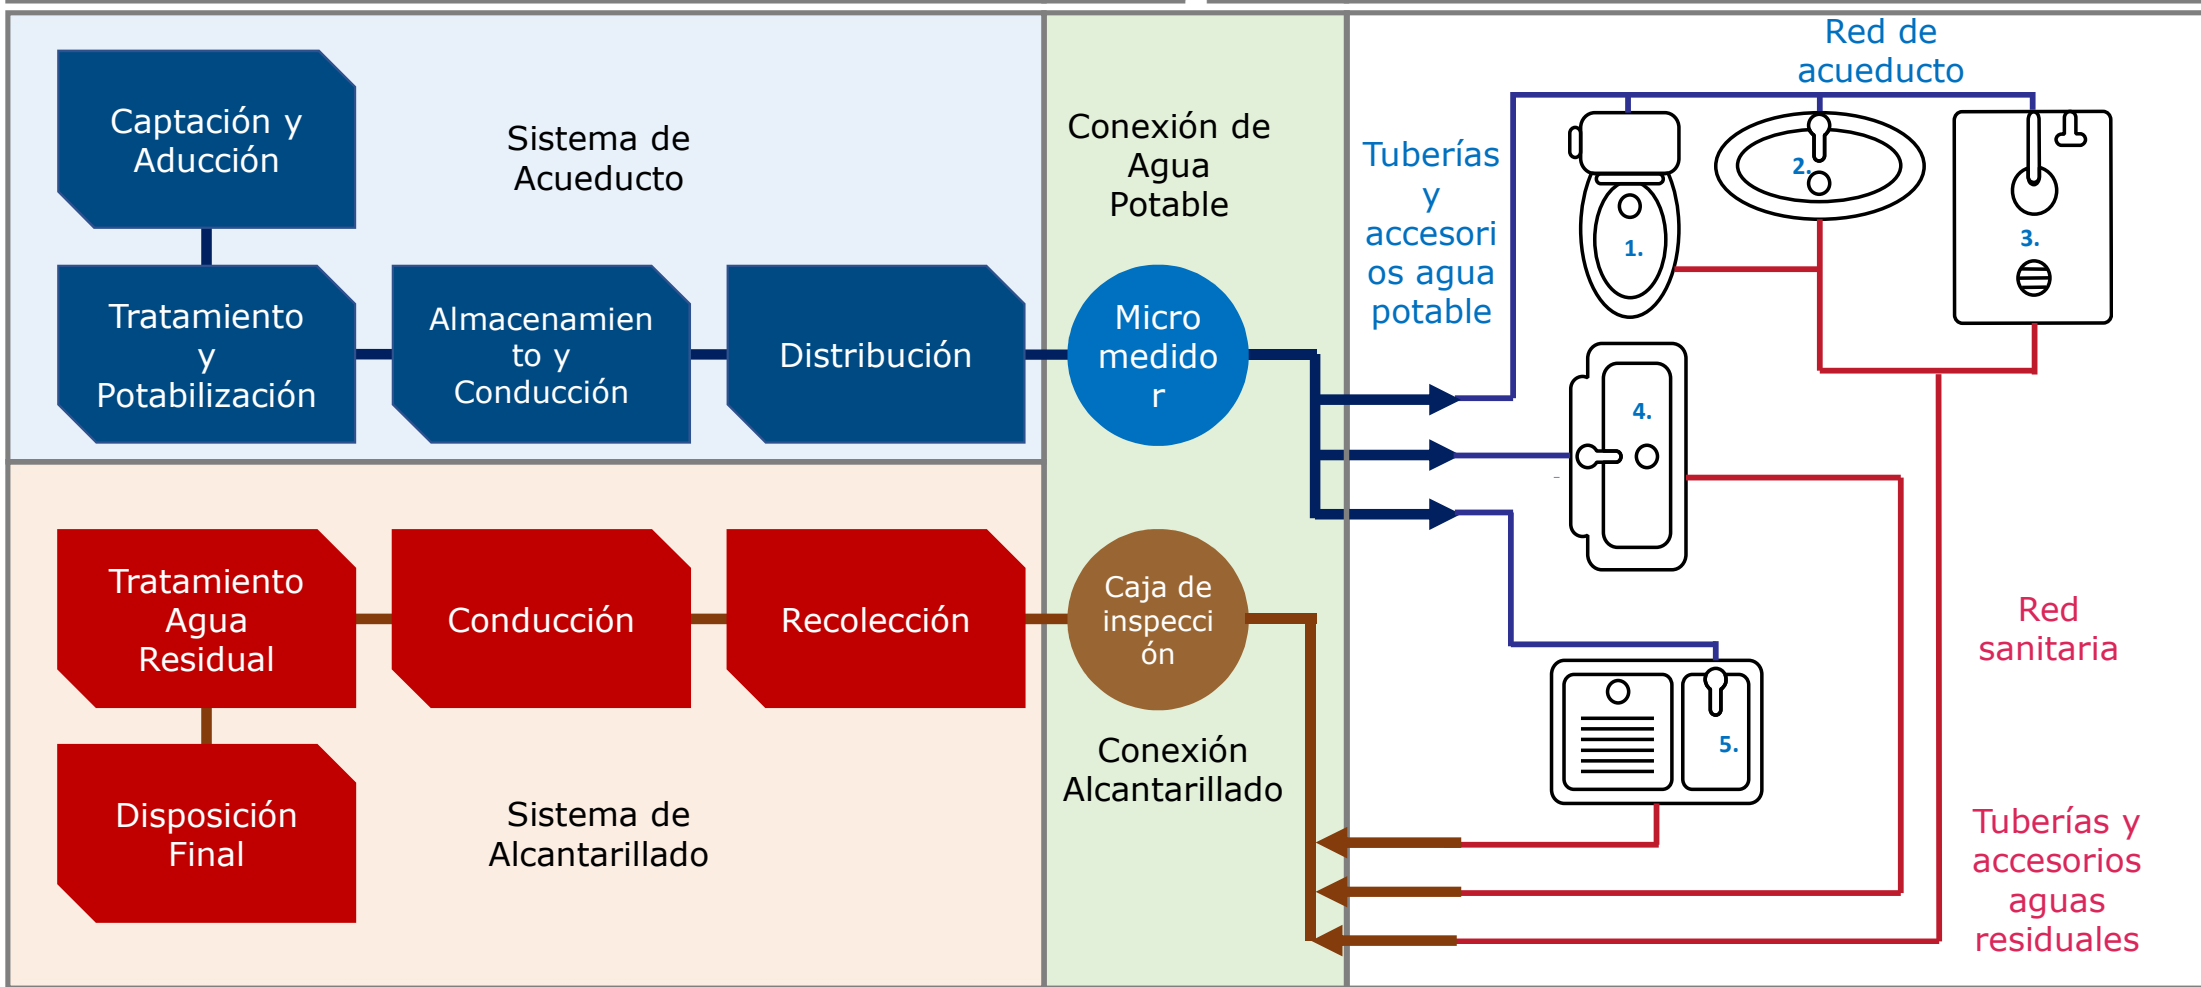 Captación y
Aducción
Sistema de
Acueducto
Tratamiento
y
Potabilización
Almacenamien
to y
Conducción
Distribución
Conexión de
Agua
Potable
Micro
medido
r
Tuberías
y
accesori
os agua
potable
Red de
acueducto
1.
2.
3.
4.
5.
Tratamiento
Agua
Residual
Conducción
Recolección
Caja de
inspecci
ón
Conexión
Alcantarillado
Disposición
Final
Sistema de
Alcantarillado
Red
sanitaria
Tuberías y
accesorios
aguas
residuales